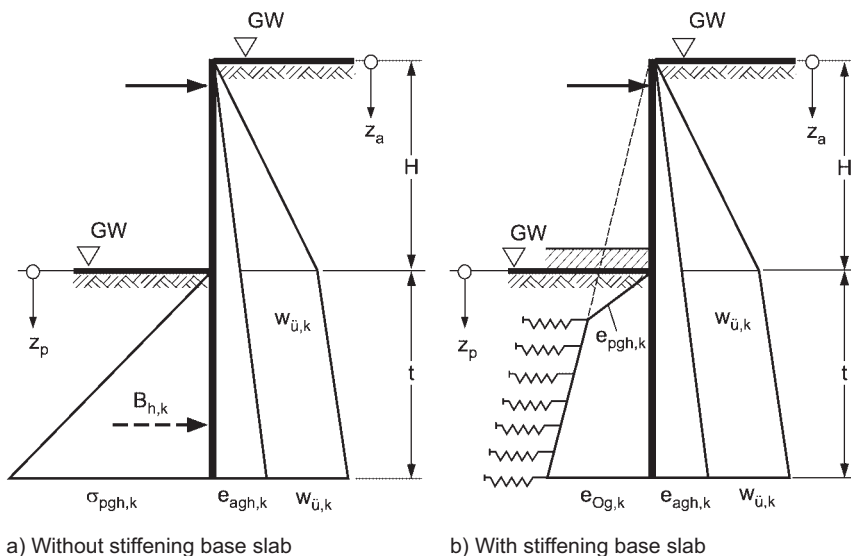 GW
z_a
H
GW
w_ü,k
z_p
t
B_h,k
σ_pgh,k
e_agh,k
w_ü,k
a) Without stiffening base slab
GW
z_a
H
GW
w_ü,k
e_pgh,k
z_p
t
e_Og,k
e_agh,k
w_ü,k
b) With stiffening base slab